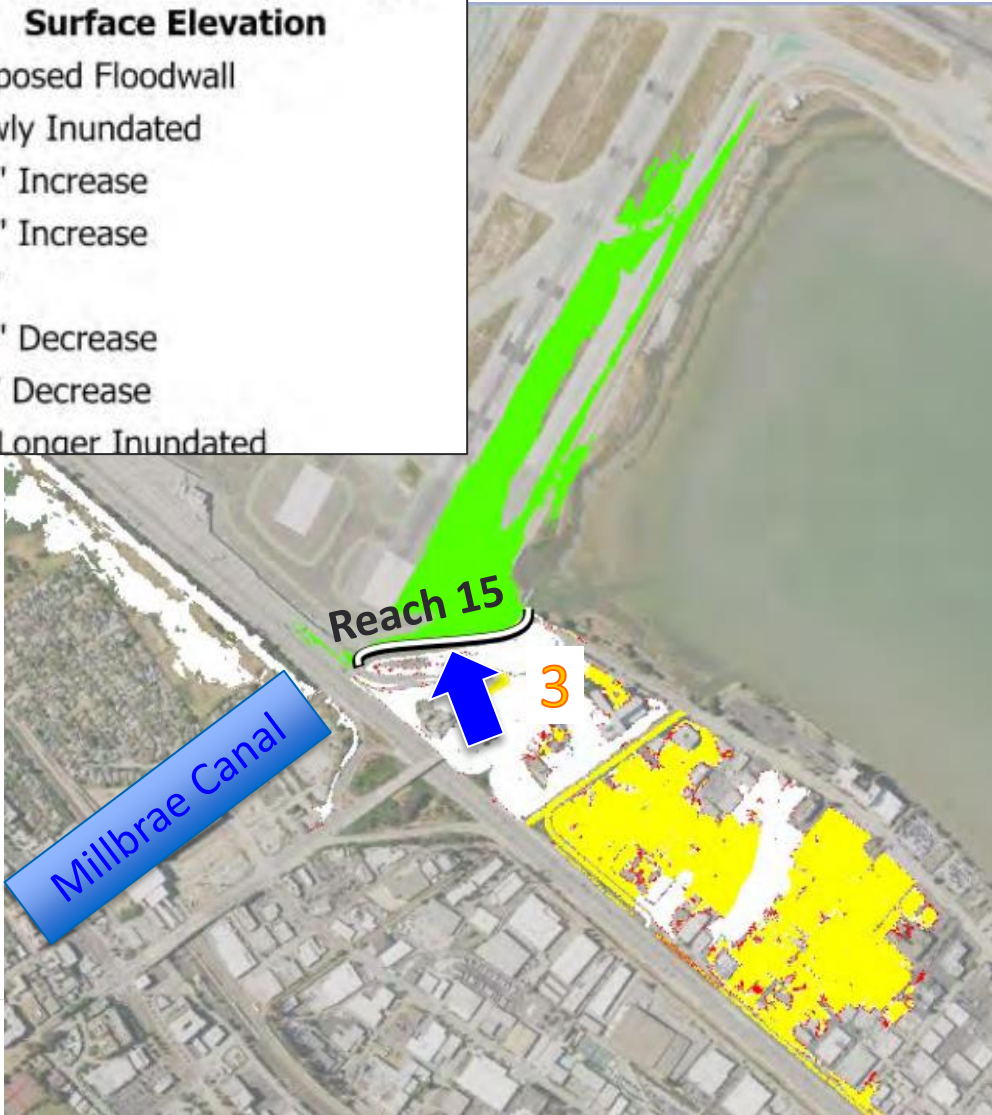 Surface Elevation
posed Floodwall
wly Inundated
" Increase
" Increase
" Decrease
" Decrease
Longer Inundated
Reach 15
3
Millbrae Canal